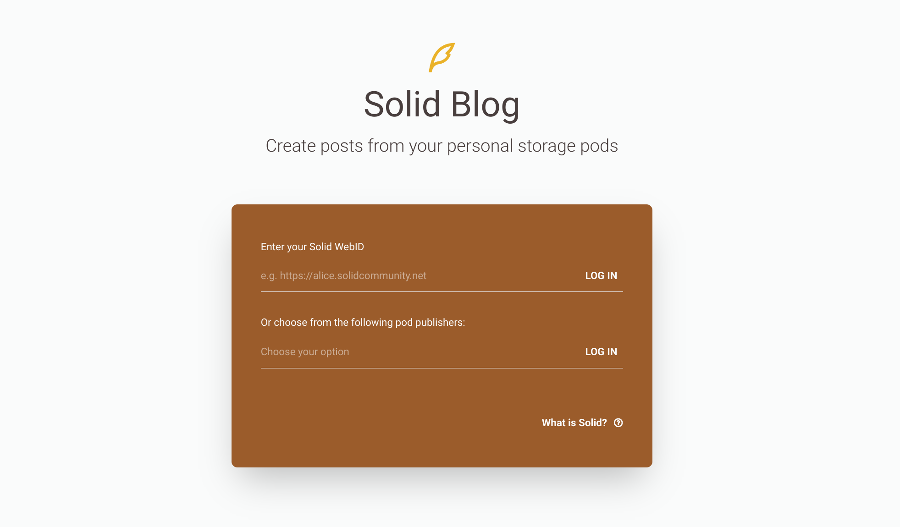 Solid Blog
Create posts from your personal storage pods
Enter your Solid WebID
e.g. https://alice.solidcommunity.net LOG IN
Or choose from the following pod publishers:
Choose your option LOG IN
What is Solid?